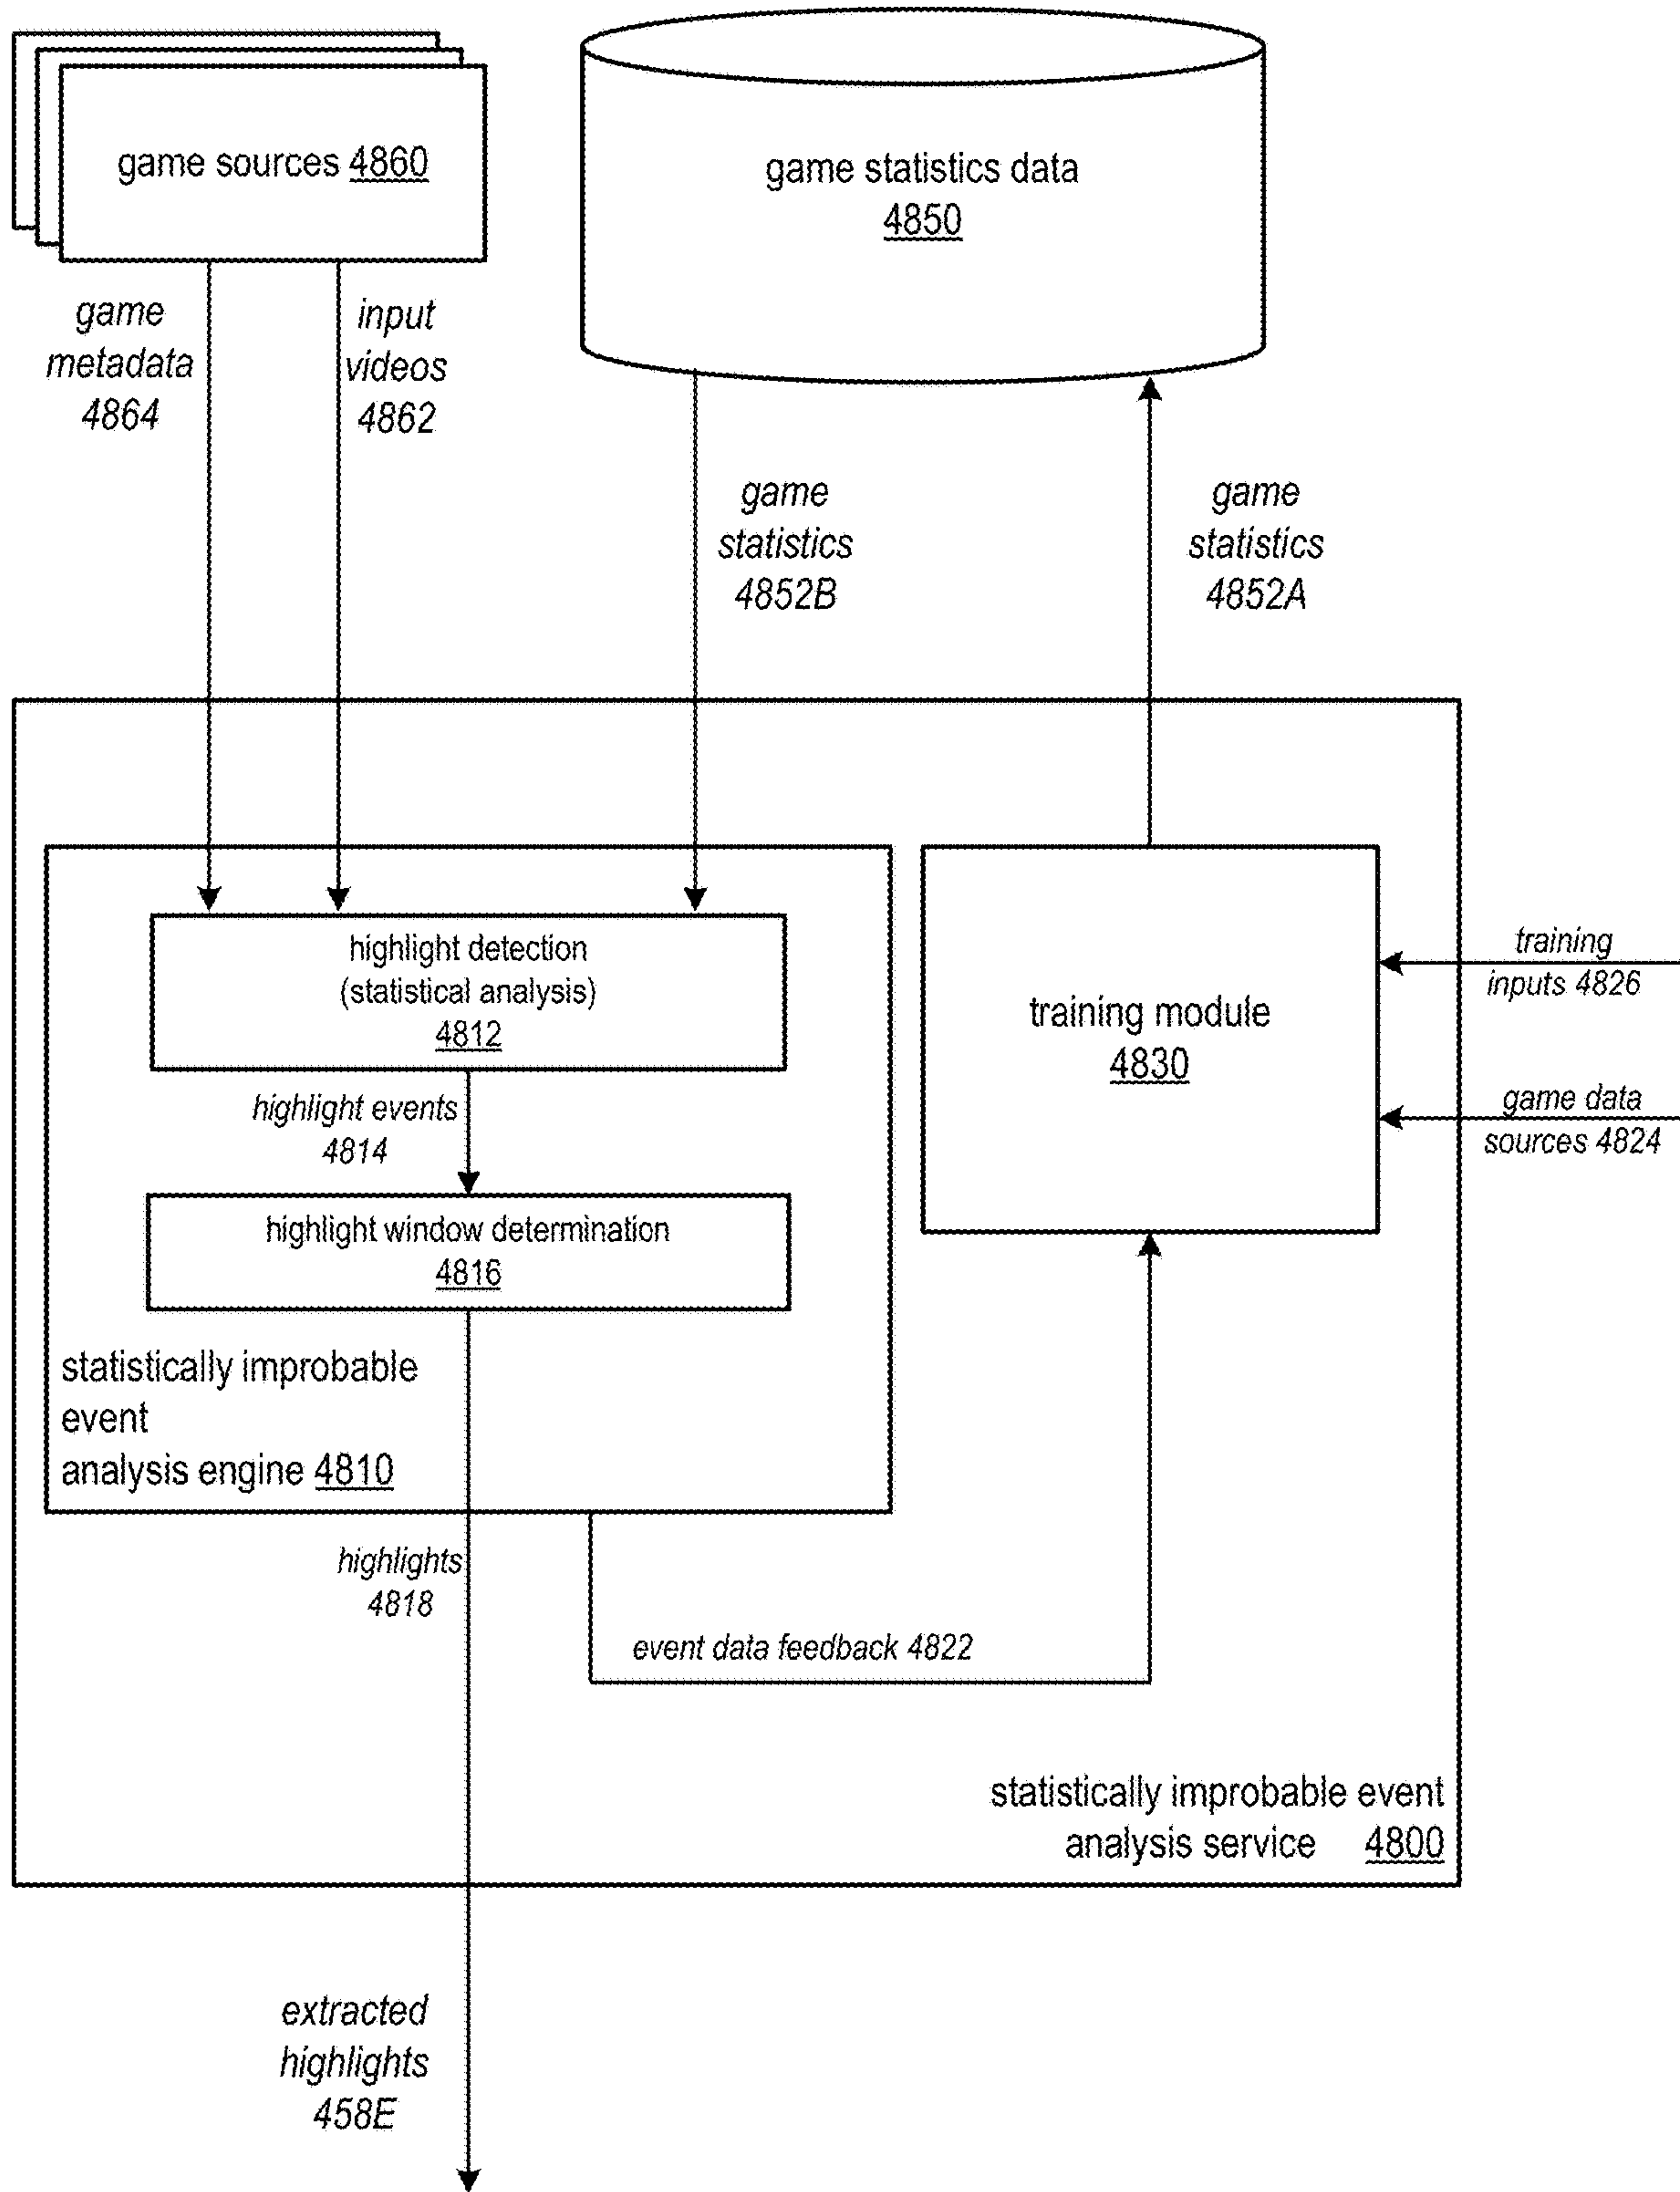 game sources 4860
game statistics data
4850
game
metadata
4864
input
videos
4862
game
statistics
4852B
game
statistics
4852A
highlight detection
(statistical analysis)
4812
highlight events
4814
highlight window determination
4816
statistically improbable
event
analysis engine 4810
training module
4830
training
inputs 4826
game data
sources 4824
highlights
4818
event data feedback 4822
statistically improbable event
analysis service 4800
extracted
highlights
458E